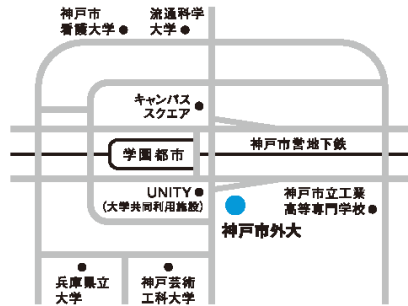 神戸市
看護大学
流通科学
大学
キャンパス
スクエア
神戸市営地下鉄
学園都市
UNITY
(大学共同利用施設)
神戸市立工業
高等専門学校
神戸市外大
兵庫県立
大学
神戸芸術
工科大学